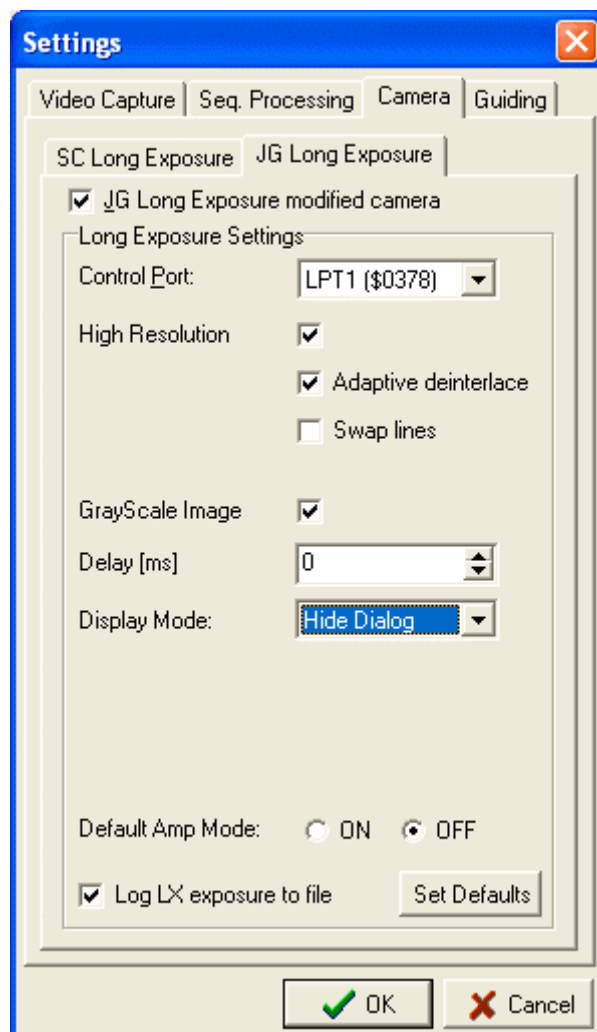 Settings
Video Capture Seq. Processing Camera Guiding
SC Long Exposure JG Long Exposure
JG Long Exposure modified camera
Long Exposure Settings
Control Port: LPT1 ($0378)
High Resolution
Adaptive deinterlace
Swap lines
GrayScale Image
Delay [ms] 0
Display Mode: Hide Dialog
Default Amp Mode: ON OFF
Log LX exposure to file Set Defaults
OK Cancel